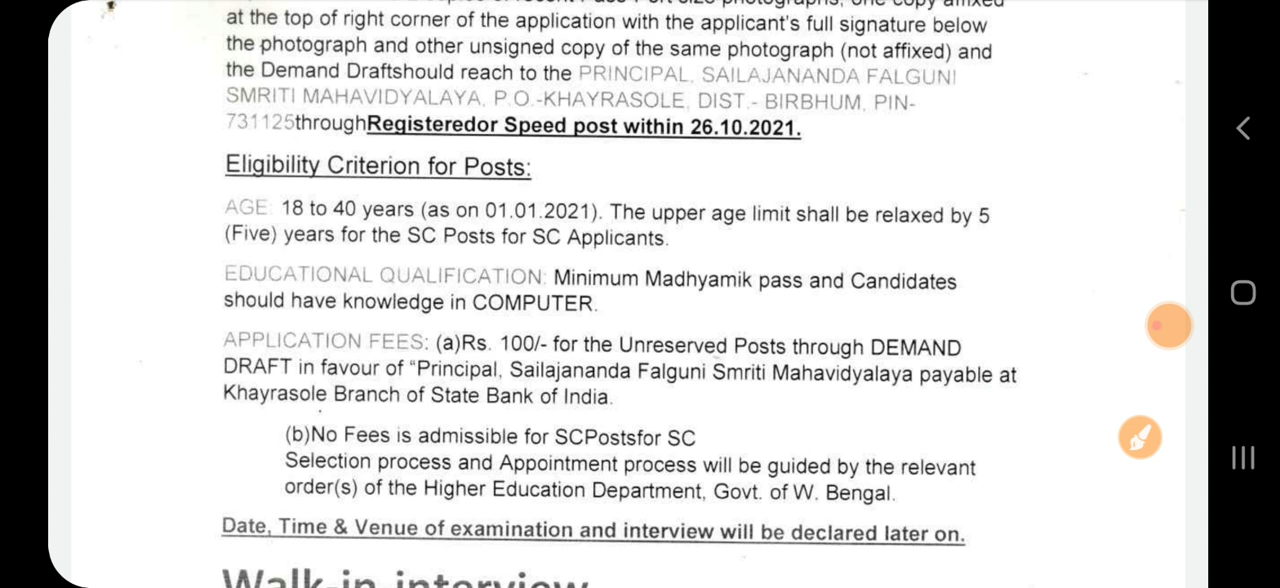 at the top of right corner of the application with the applicant's full signature below
the photograph and other unsigned copy of the same photograph (not affixed) and
the Demand Draftshould reach to the PRINCIPAL, SAILAJANANDA FALGUNI
SMRITI MAHAVIDYALAYA, P.O.-KHAYRASOLE, DIST.- BIRBHUM, PIN-
731125throughRegisteredor Speed post within 26.10.2021.
Eligibility Criterion for Posts:
AGE: 18 to 40 years (as on 01.01.2021). The upper age limit shall be relaxed by 5
(Five) years for the SC Posts for SC Applicants.
EDUCATIONAL QUALIFICATION: Minimum Madhyamik pass and Candidates
should have knowledge in COMPUTER.
APPLICATION FEES: (a)Rs. 100/- for the Unreserved Posts through DEMAND
DRAFT in favour of “Principal, Sailajananda Falguni Smriti Mahavidyalaya payable at
Khayrasole Branch of State Bank of India.
(b)No Fees is admissible for SCPostsfor SC
Selection process and Appointment process will be guided by the relevant
order(s) of the Higher Education Department, Govt. of W. Bengal.
Date, Time & Venue of examination and interview will be declared later on.
Walk-in interview